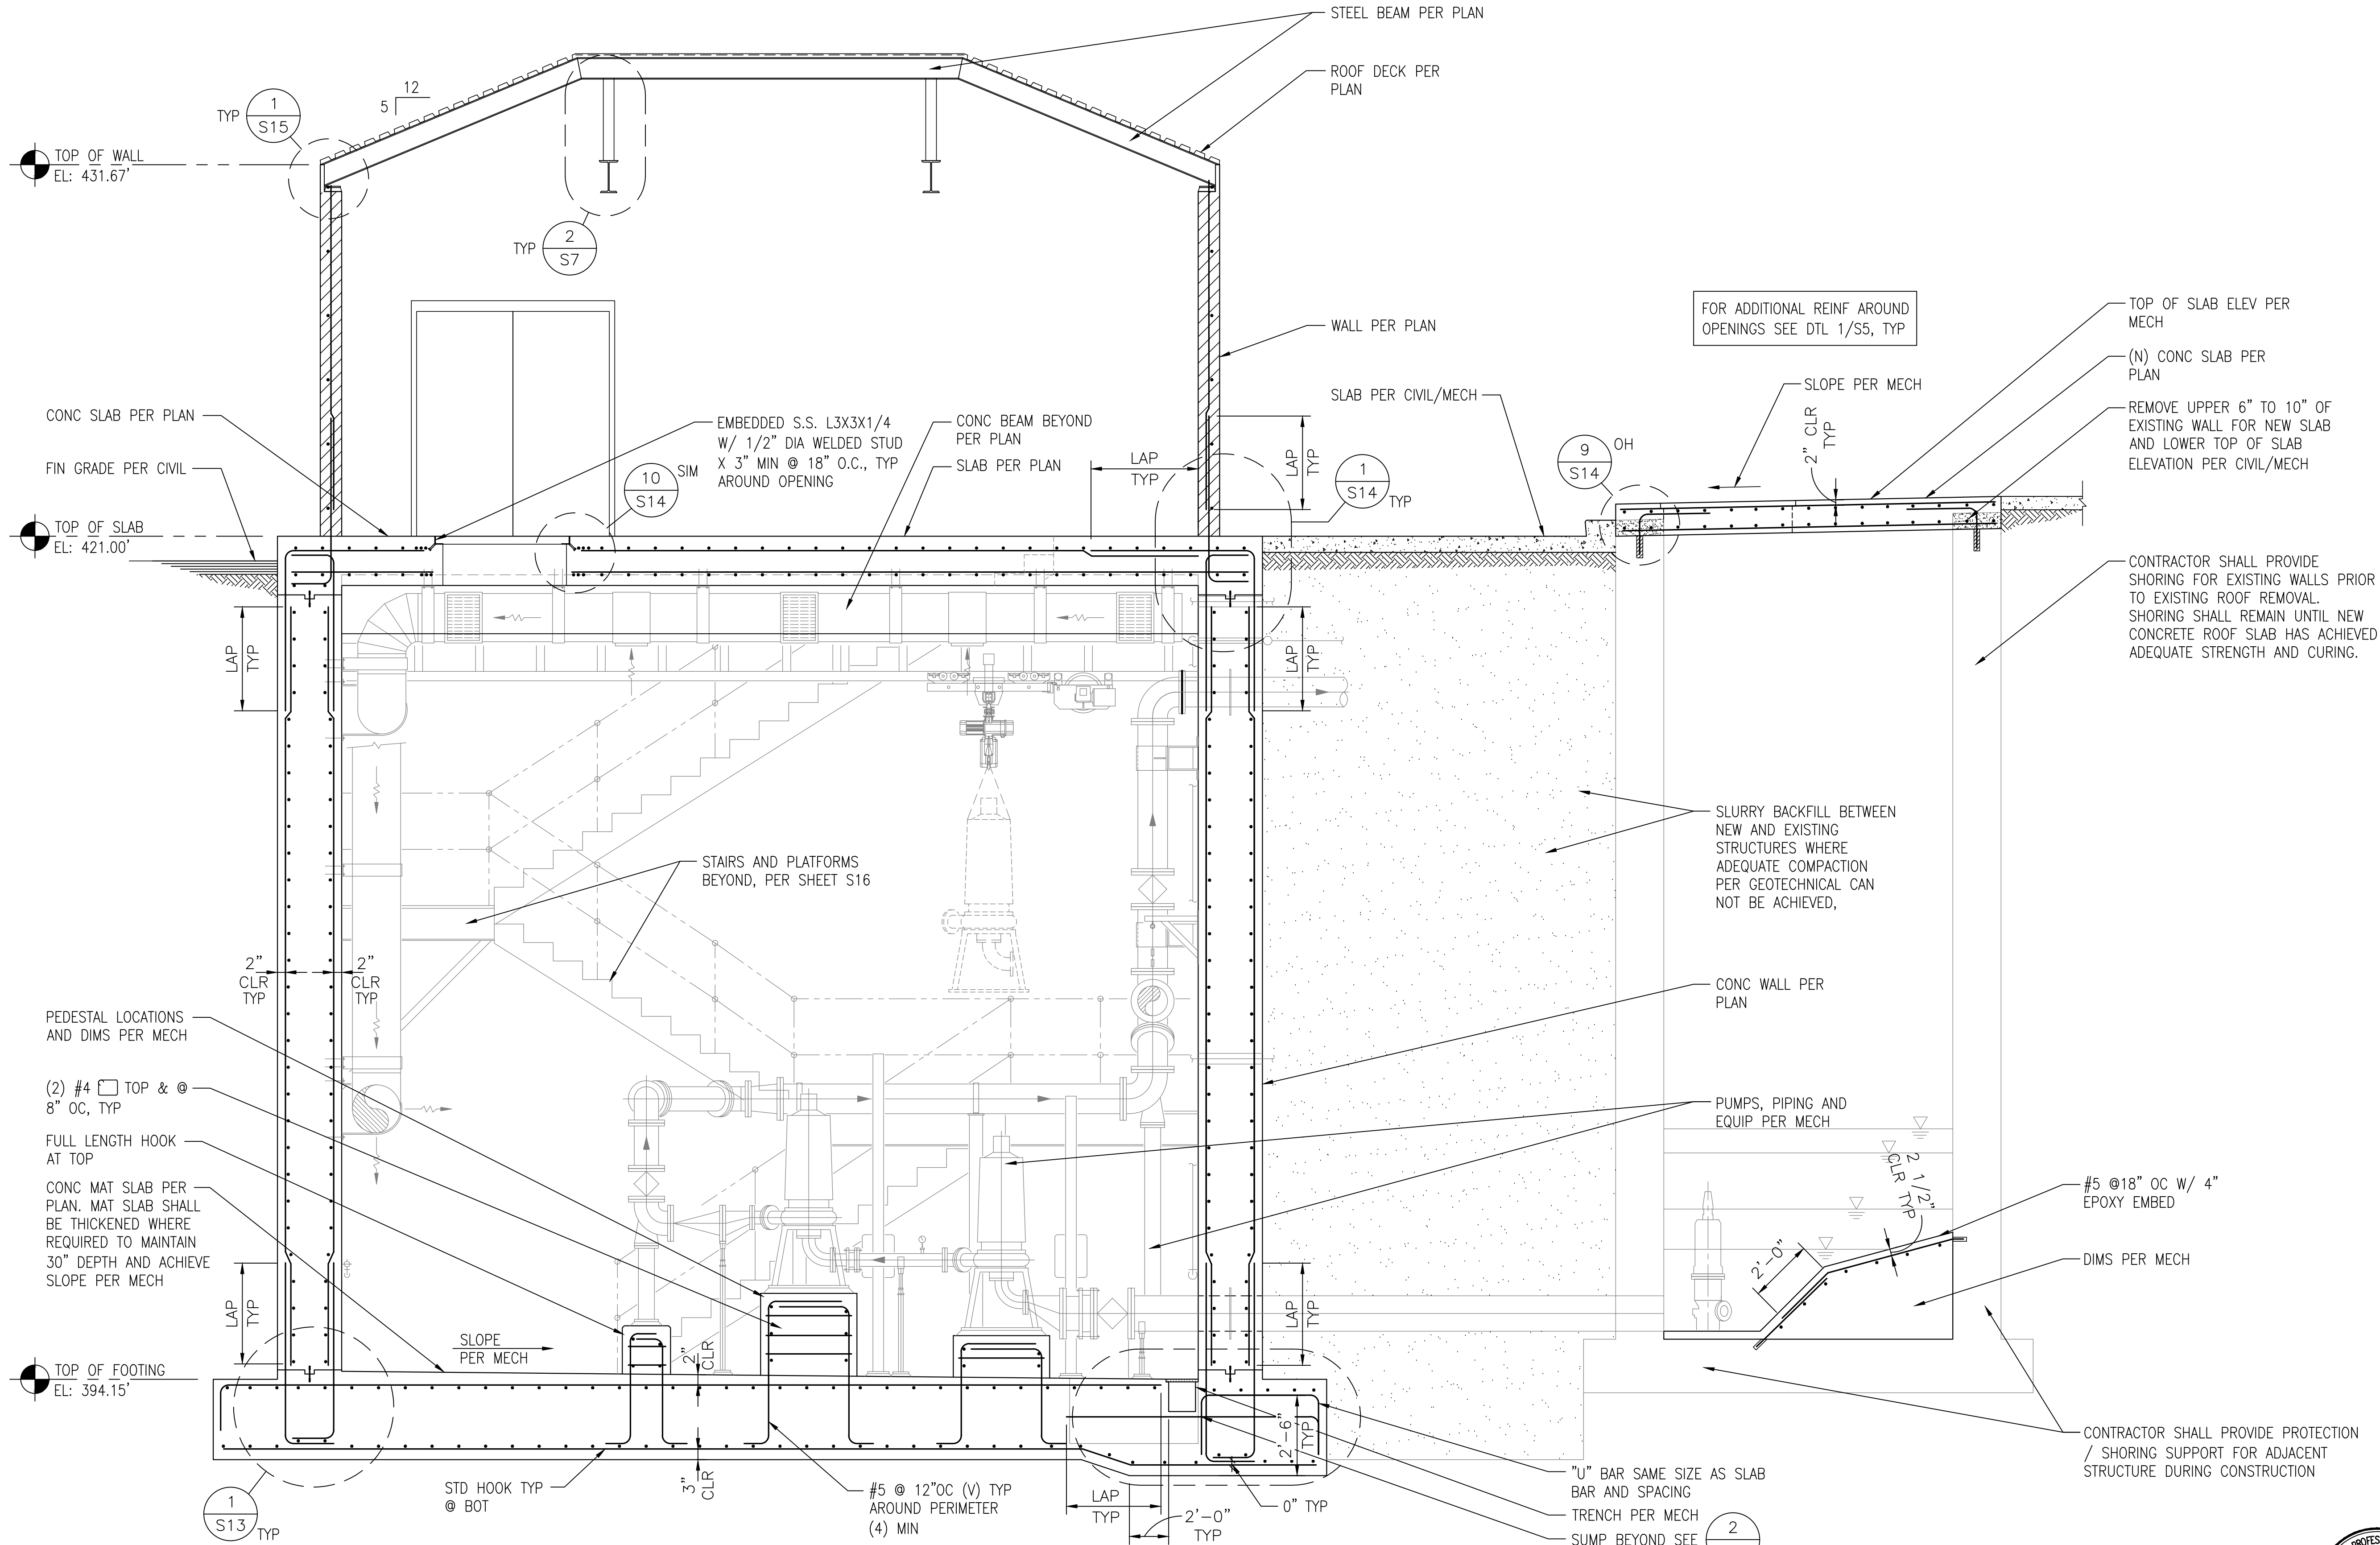 STEEL BEAM PER PLAN
ROOF DECK PER
PLAN
12
5
TYP
1
S15
TOP OF WALL
EL: 431.67'
TYP
2
S7
WALL PER PLAN
FOR ADDITIONAL REINF AROUND
OPENINGS SEE DTL 1/S5, TYP
TOP OF SLAB ELEV PER
MECH
(N) CONC SLAB PER
PLAN
SLOPE PER MECH
SLAB PER CIVIL/MECH
REMOVE UPPER 6" TO 10" OF
EXISTING WALL FOR NEW SLAB
AND LOWER TOP OF SLAB
ELEVATION PER CIVIL/MECH
2" CLR
TYP
9
S14
OH
CONC SLAB PER PLAN
FIN GRADE PER CIVIL
EMBEDDED S.S. L3X3X1/4
W/ 1/2" DIA WELDED STUD
X 3" MIN @ 18" O.C., TYP
AROUND OPENING
CONC BEAM BEYOND
PER PLAN
SLAB PER PLAN
10
S14
SIM
LAP
TYP
LAP
TYP
1
S14
TYP
TOP OF SLAB
EL: 421.00'
CONTRACTOR SHALL PROVIDE
SHORING FOR EXISTING WALLS PRIOR
TO EXISTING ROOF REMOVAL.
SHORING SHALL REMAIN UNTIL NEW
CONCRETE ROOF SLAB HAS ACHIEVED
ADEQUATE STRENGTH AND CURING.
LAP
TYP
LAP
TYP
SLURRY BACKFILL BETWEEN
NEW AND EXISTING
STRUCTURES WHERE
ADEQUATE COMPACTION
PER GEOTECHNICAL CAN
NOT BE ACHIEVED,
STAIRS AND PLATFORMS
BEYOND, PER SHEET S16
2"
CLR
TYP
2"
CLR
TYP
CONC WALL PER
PLAN
PEDESTAL LOCATIONS
AND DIMS PER MECH
(2) #4 TOP & @
8" OC, TYP
FULL LENGTH HOOK
AT TOP
CONC MAT SLAB PER
PLAN. MAT SLAB SHALL
BE THICKENED WHERE
REQUIRED TO MAINTAIN
30" DEPTH AND ACHIEVE
SLOPE PER MECH
PUMPS, PIPING AND
EQUIP PER MECH
2 1/2"
CLR TYP
#5 @18" OC W/ 4"
EPOXY EMBED
2'-0"
DIMS PER MECH
LAP
TYP
LAP
TYP
SLOPE
PER MECH
2"
CLR
TOP OF FOOTING
EL: 394.15'
1
S13
TYP
STD HOOK TYP
@ BOT
3"
CLR
#5 @ 12"OC (V) TYP
AROUND PERIMETER
(4) MIN
LAP
TYP
2'-0"
TYP
2'-6"
TYP
0" TYP
"U" BAR SAME SIZE AS SLAB
BAR AND SPACING
TRENCH PER MECH
SUMP BEYOND SEE
2
CONTRACTOR SHALL PROVIDE PROTECTION
/ SHORING SUPPORT FOR ADJACENT
STRUCTURE DURING CONSTRUCTION